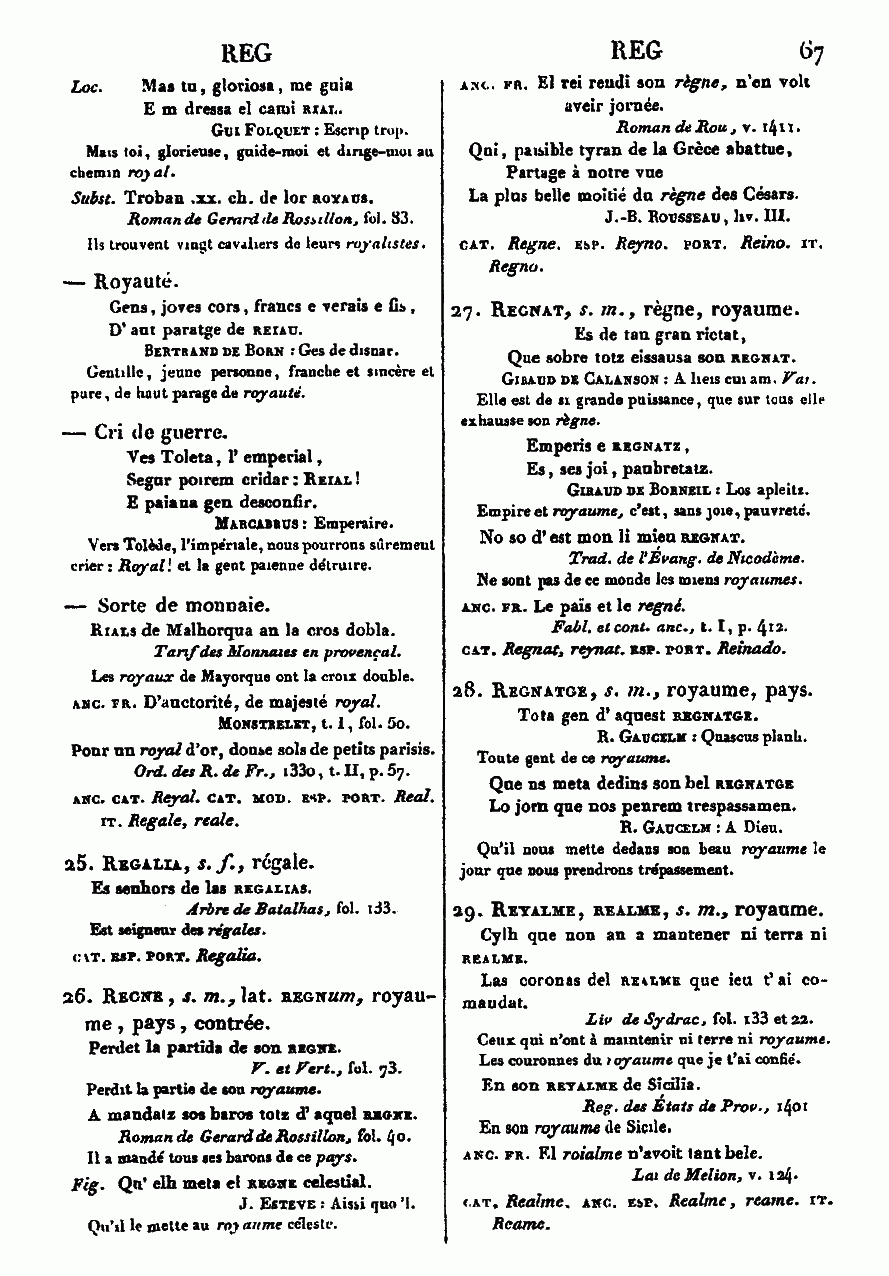 REG
Loc. Mas tu, gloriosa, me guia
E m dressa el cami RIAL.
GUI FOLQUET : Escrip trop.
Mais toi, glorieuse, guide-moi et dirige-moi au
chemin royal.
Subst. Troban .xx. ch. de lor ROYAUS.
Roman de Gerard de Rossillon, fol. 83.
Ils trouvent vingt cavaliers de leurs royalistes.
— Royauté.
Gens, joves cors, francs e verais e fis,
D' aut paratge de REIAU.
BERTRAND DE BORN : Ges de disnar.
Gentille, jeune personne, franche et sincère et
pure, de haut parage de royauté.
— Cri de guerre.
Ves Toleta, l' emperial,
Segur poirem cridar : REIAL !
E paiana gen desconfir.
MARCABRUS : Emperaire.
Vers Tolède, l'impériale, nous pourrons sûrement
crier : Royal ! et la gent paienne détruire.
— Sorte de monnaie.
RIALS de Malhorqua an la cros dobla.
Tarif des Monnaies en provençal.
Les royaux de Mayorque ont la croix double.
ANC. FR. D'auctorité, de majesté royal.
MONSTRELET, t. I, fol. 50.
Pour un royal d'or, douse sols de petits parisis.
Ord. des R. de Fr., 1330, t. II, p. 57.
ANC. CAT. Reyal. CAT. MOD. ESP. PORT. Real.
IT. Regale, reale.
25. REGALIA, s. f., régale.
Es senhors de las REGALIAS.
Arbre de Batalhas, fol. 133.
Est seigneur des régales.
CAT. ESP. PORT. Regalia.
26. REGNE, s. m., lat. REGNum, royau-
me, pays, contrée.
Perdet la partida de son REGNE.
V. et Vert., fol. 73.
Perdit la partie de son royaume.
A mandatz sos baros totz d' aquel REGNE.
Roman de Gerard de Rossillon, fol. 40.
Il a mandé tous ses barons de ce pays.
Fig. Qu' elh meta el REGNE celestial.
J. ESTEVE : Aissi quo 'l.
Qu'il le mette au royaume céleste.
REG 67
ANC. FR. El rei rendi son règne, n'en volt
aveir jornée.
Roman de Rou, v. 1411.
Qui, paisible tyran de la Grèce abattue,
Partage à notre vue
La plus belle moitié du règne des Césars.
J.-B. ROUSSEAU, liv. III.
CAT. Regne. ESP. Reyno. PORT. Reino. IT.
Regno.
27. REGNAT, s. m., règne, royaume.
Es de tan gran rictat,
Que sobre totz eissausa son REGNAT.
GIRAUD DE CALANSON : A lieis cui am. Var.
Elle est de si grande puissance, que sur tous elle
exhausse son règne.
Emperis e REGNATZ,
Es, ses joi, paubretatz.
GIRAUD DE BORNEIL : Los apleitz.
Empire et royaume, c'est, sans joie, pauvreté.
No so d' est mon li mieu REGNAT.
Trad. de l'Évang. de Nicodème.
Ne sont pas de ce monde les miens royaumes.
ANC. FR. Le païs et le regné.
Fabl. et cont. anc., t. I, p. 412.
CAT. Regnat, reynat. ESP. PORT. Reinado.
28. REGNATGE, s. m., royaume, pays.
Tota gen d' aquest REGNATGE.
R. GAUCELM : Quascus planh.
Toute gent de ce royaume.
Que ns meta dedins son bel REGNATGE
Lo jorn que nos penrem trespassamen.
R. GAUCELM : A Dieu.
Qu'il nous mette dedans son beau royaume le
jour que nous prendrons trépassement.
29. REYALME, REALME, s. m., royaume.
Cylh que non an a mantener ni terra ni
REALME.
Las coronas del REALME que ieu t' ai co-
mandat.
Liv de Sydrac, fol. 133 et 22.
Ceux qui n'ont à maintenir ni terre ni royaume.
Les couronnes du royaume que je t'ai confié.
En son REYALME de Sicilia.
Reg. des États de Prov., 1401
En son royaume de Sicile.
ANC. FR. El roialme n'avoit tant bele.
Lai de Melion, v. 124.
CAT. Realme. ANC. ESP. Realme, reame. IT.
Reame.